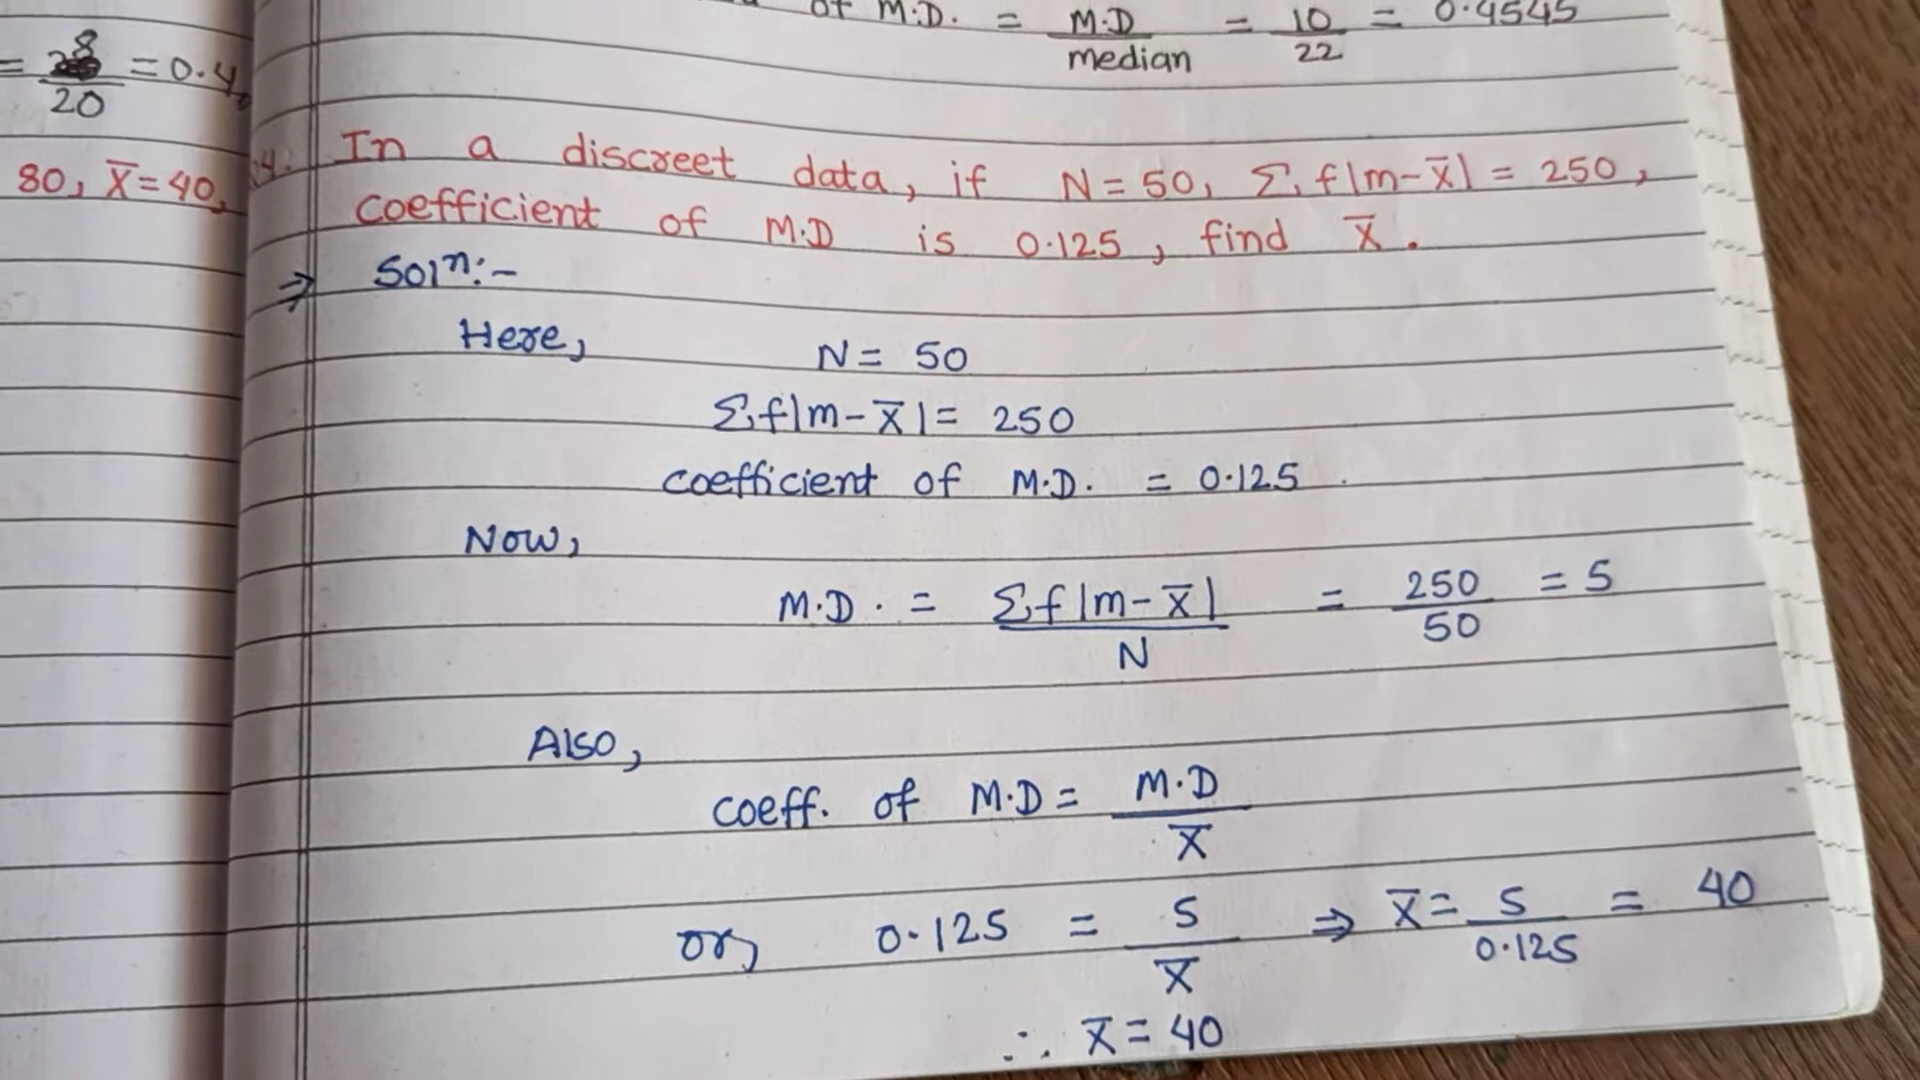 of M.D. = M.D / median = 10 / 22 = 0.4545
= 8 / 20 = 0.4
80, x̄ = 40,
4. In a discreet data, if N = 50, Σf|m-x̄| = 250,
coefficient of M.D is 0.125, find x̄.
⇒ Solⁿ:-
Here, N = 50
Σf|m-x̄| = 250
coefficient of M.D. = 0.125
Now,
M.D. = Σf|m-x̄| / N = 250 / 50 = 5
Also,
coeff. of M.D = M.D / x̄
or, 0.125 = 5 / x̄ ⇒ x̄ = 5 / 0.125 = 40
∴ x̄ = 40